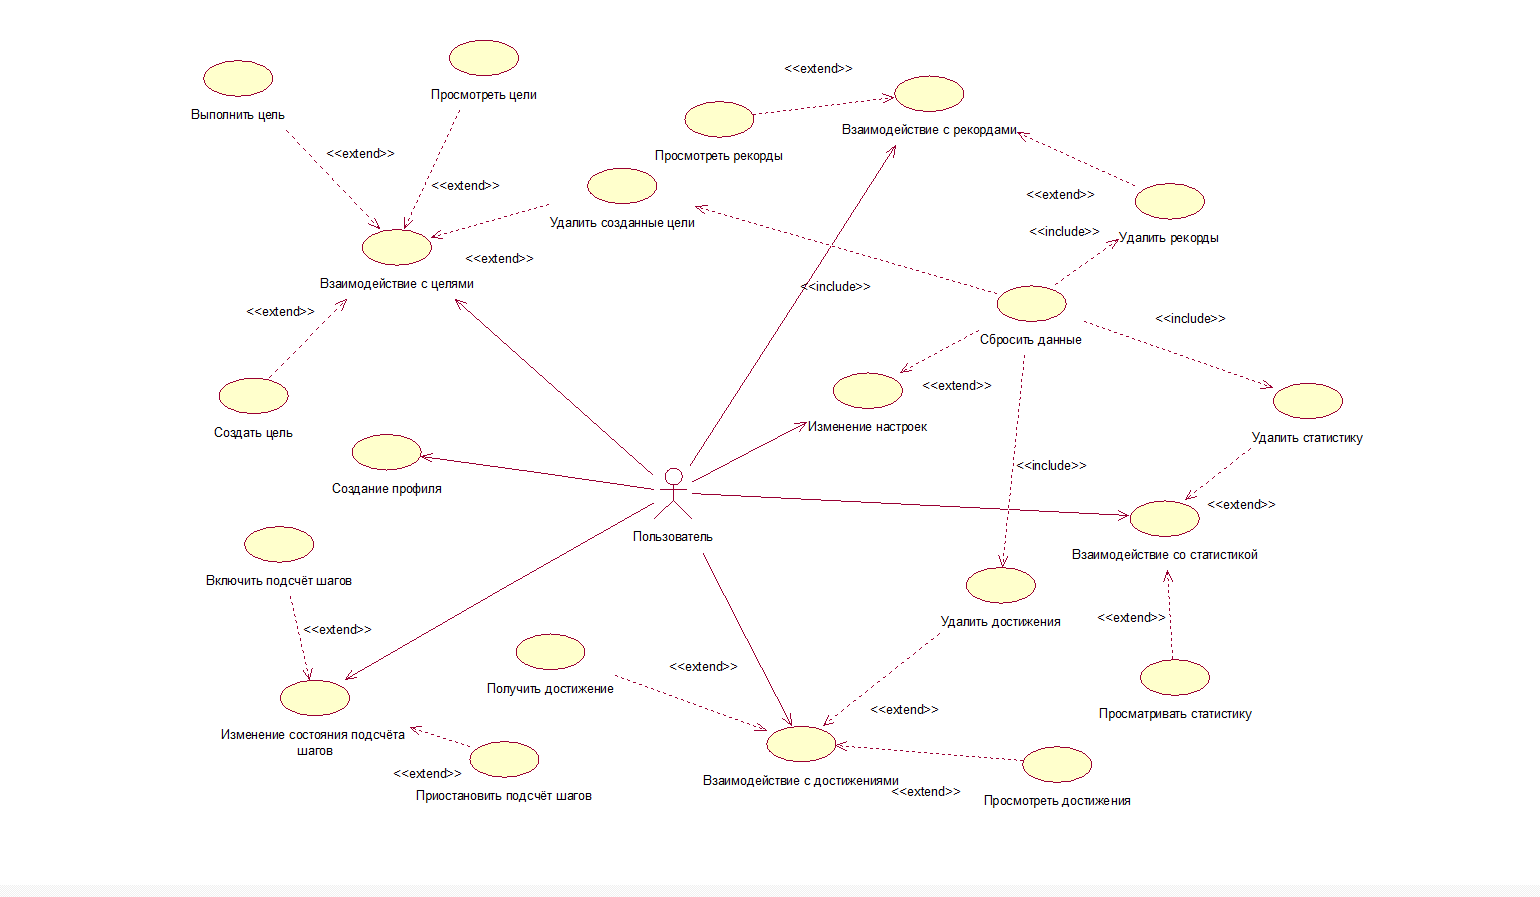 <<extend>>
Просмотреть цели
Выполнить цель
Взаимодействие с рекордами
<<extend>>
Просмотреть рекорды
<<extend>>
<<extend>>
Удалить созданные цели
<<include>>
Удалить рекорды
<<extend>>
Взаимодействие с целями
<<include>>
<<extend>>
<<include>>
Сбросить данные
<<extend>>
Изменение настроек
Создать цель
Удалить статистику
<<include>>
Создание профиля
<<extend>>
Пользователь
Взаимодействие со статистикой
Включить подсчёт шагов
<<extend>>
Удалить достижения
<<extend>>
<<extend>>
Получить достижение
<<extend>>
Просматривать статистику
Изменение состояния подсчёта
шагов
<<extend>>
Взаимодействие с достижениями
<<extend>>
Приостановить подсчёт шагов
Просмотреть достижения